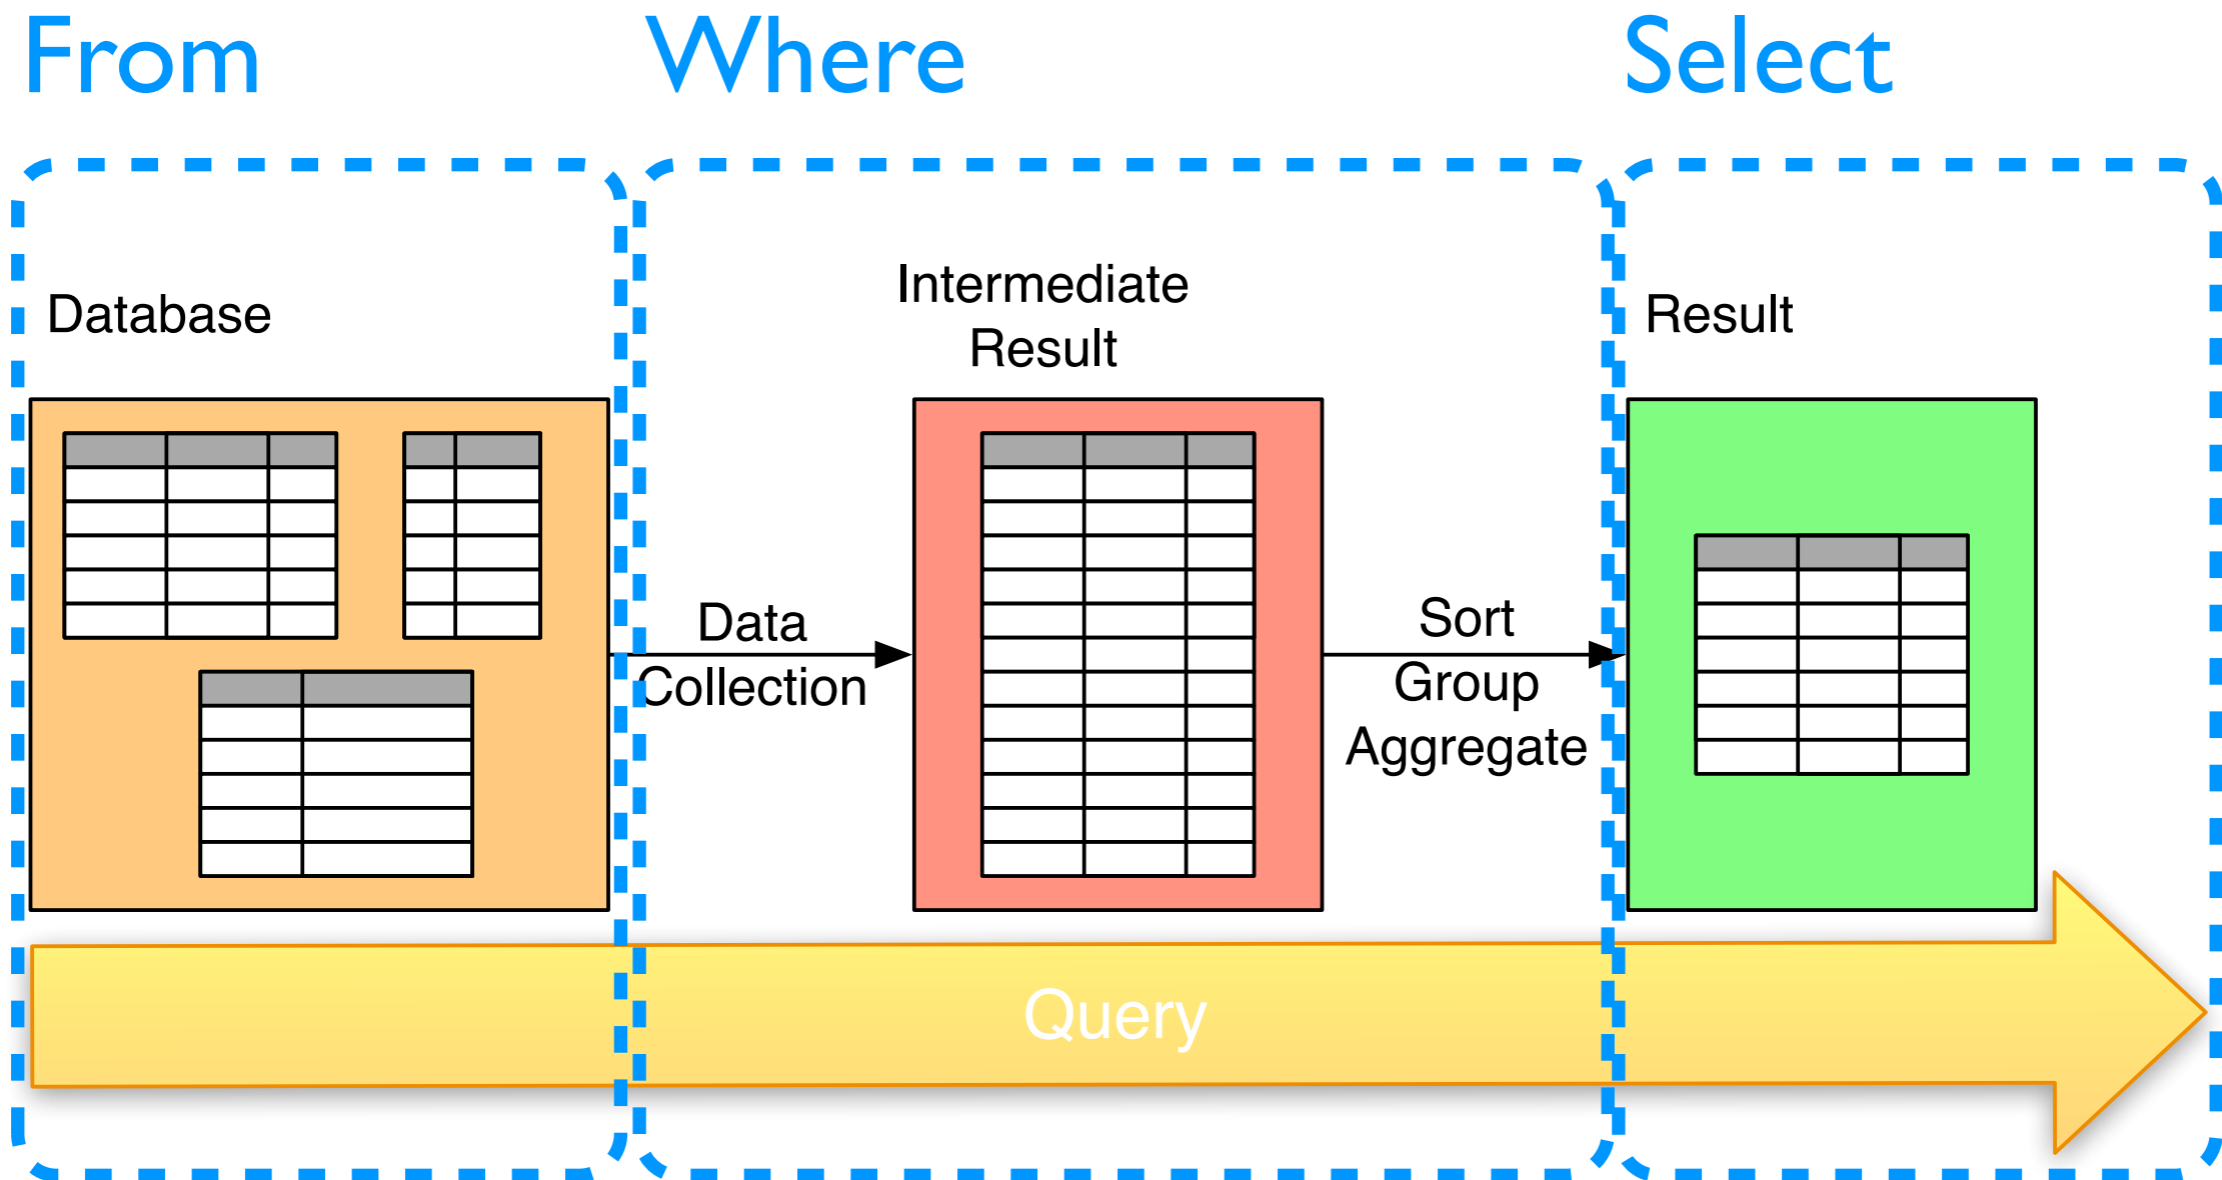 From
Where
Select
Database
Intermediate
Result
Result
Data
Collection
Sort
Group
Aggregate
Query